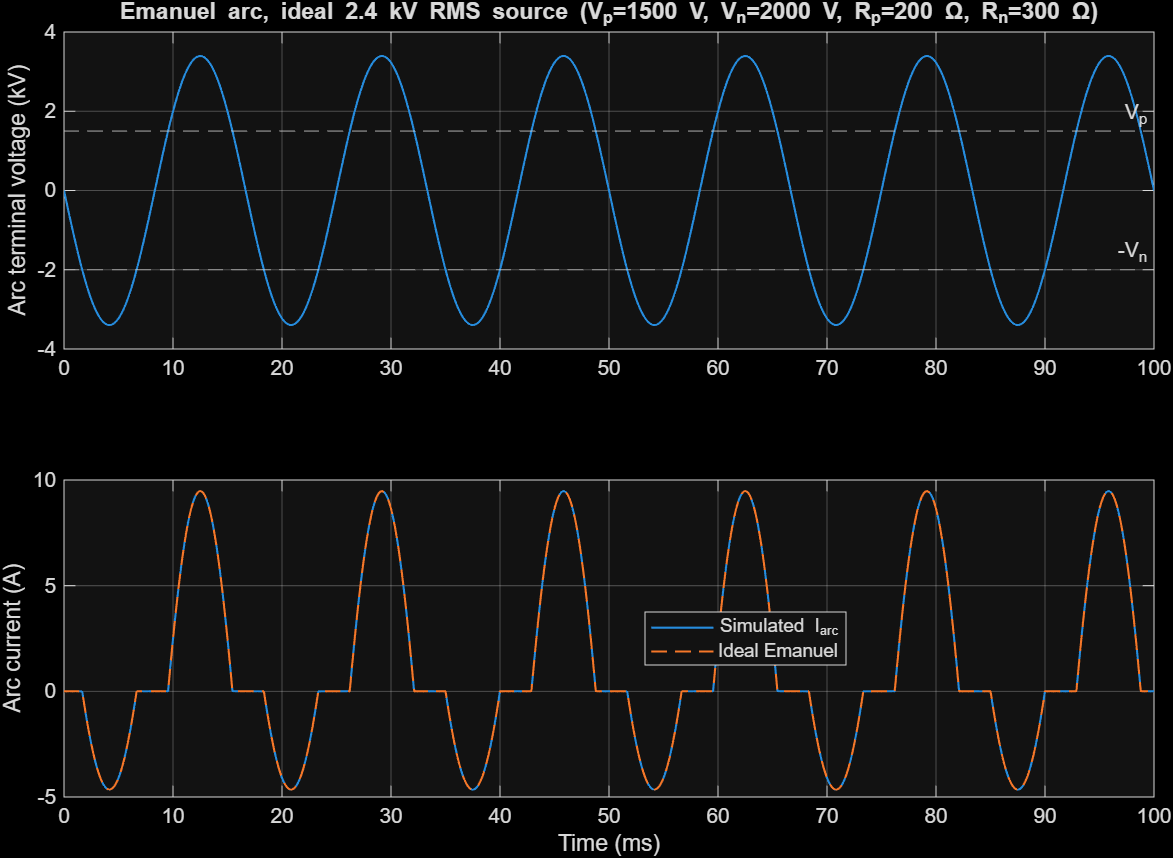 Emanuel arc, ideal 2.4 kV RMS source (Vp=1500 V, Vn=2000 V, Rp=200 Ω, Rn=300 Ω)
Arc terminal voltage (kV)
4
2
0
-2
-4
Vp
-Vn
0 10 20 30 40 50 60 70 80 90 100
Arc current (A)
10
5
0
-5
Simulated Iarc
Ideal Emanuel
0 10 20 30 40 50 60 70 80 90 100
Time (ms)